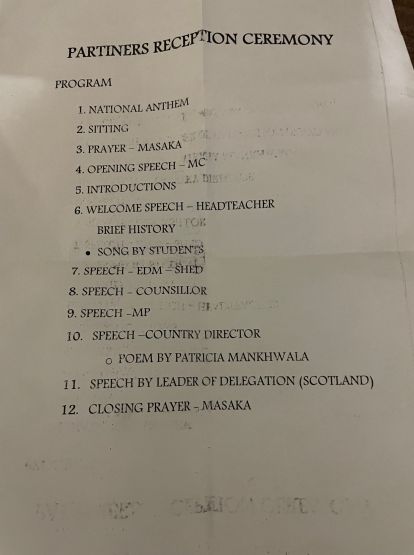 PARTINERS RECEPTION CEREMONY
PROGRAM
1. NATIONAL ANTHEM
2. SITTING
3. PRAYER – MASAKA
4. OPENING SPEECH – MC
5. INTRODUCTIONS
6. WELCOME SPEECH – HEADTEACHER
BRIEF HISTORY
• SONG BY STUDENTS
7. SPEECH – EDM – SHED
8. SPEECH – COUNSILLOR
9. SPEECH –MP
10. SPEECH –COUNTRY DIRECTOR
o POEM BY PATRICIA MANKHWALA
11. SPEECH BY LEADER OF DELEGATION (SCOTLAND)
12. CLOSING PRAYER – MASAKA